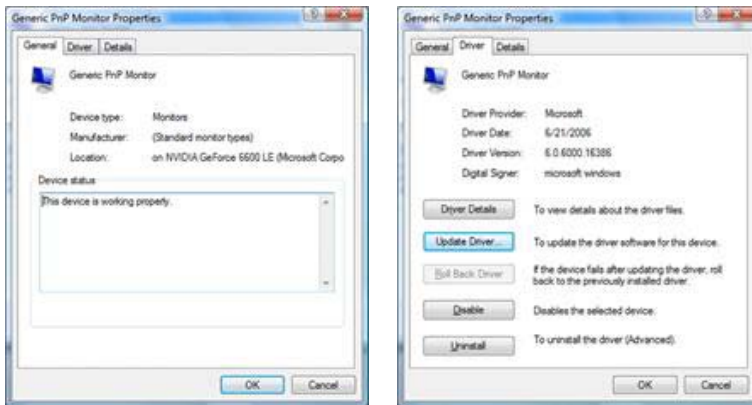 Generic PnP Monitor Properties
General Driver Details
Generic PnP Monitor
Device type: Monitors
Manufacturer: (Standard monitor types)
Location: on NVIDIA GeForce 6600 LE (Microsoft Corpo
Device status
This device is working properly.
OK Cancel
Generic PnP Monitor Properties
General Driver Details
Generic PnP Monitor
Driver Provider: Microsoft
Driver Date: 6/21/2006
Driver Version: 6.0.6000.16386
Digital Signer: microsoft windows
Driver Details To view details about the driver files.
Update Driver... To update the driver software for this device.
Roll Back Driver If the device fails after updating the driver, roll
back to the previously installed driver.
Disable Disables the selected device.
Uninstall To uninstall the driver (Advanced).
OK Cancel